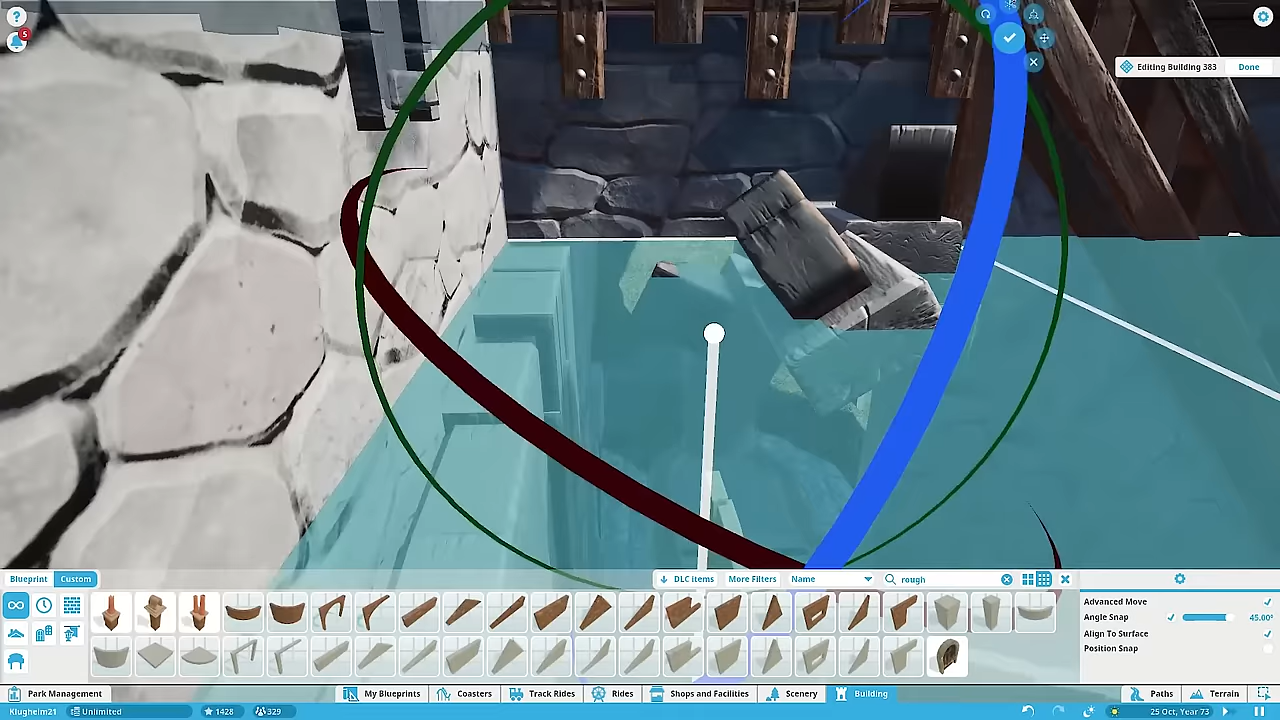 ?
5
Editing Building 383 Done
Blueprint Custom DLC Items More Filters Name rough
Advanced Move
Angle Snap 45.00°
Align To Surface
Position Snap
Park Management My Blueprints Coasters Track Rides Rides Shops and Facilities Scenery Building Paths Terrain
Klugheim21 Unlimited 1428 329 25 Oct, Year 73